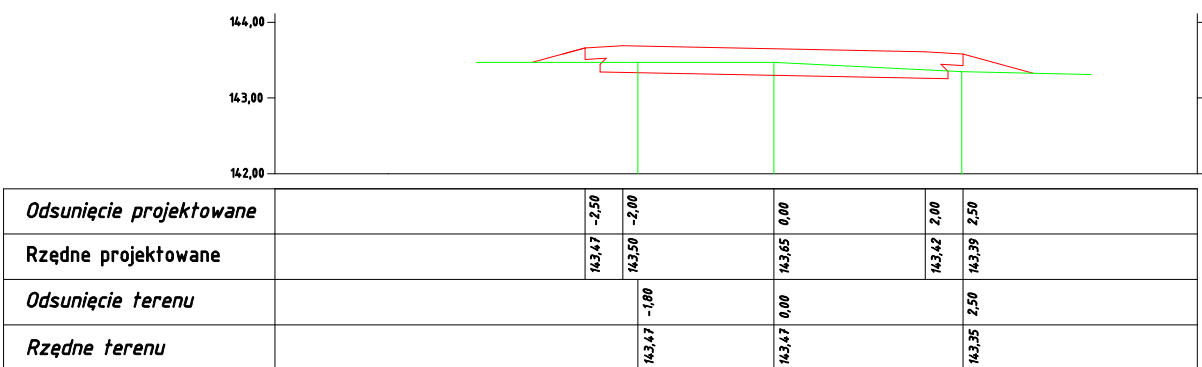 144,00
143,00
142,00
Odsunięcie projektowane -2,50 -2,00 0,00 2,00 2,50
Rzędne projektowane 143,47 143,50 143,65 143,42 143,39
Odsunięcie terenu -1,80 0,00 2,50
Rzędne terenu 143,47 143,47 143,35